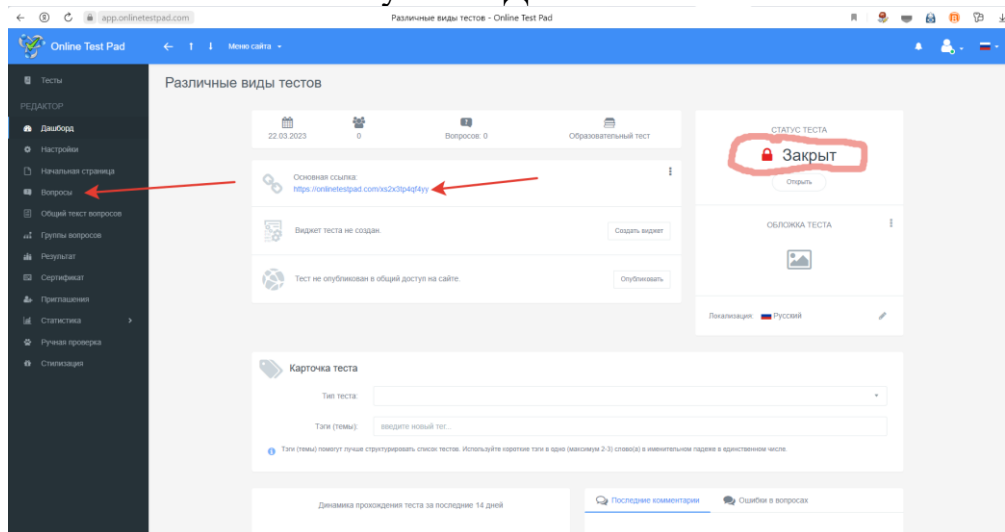 app.onlinetestpad.com
Различные виды тестов - Online Test Pad
Online Test Pad
Меню сайта
Тесты
РЕДАКТОР
Дашборд
Настройки
Начальная страница
Вопросы
Общий текст вопросов
Группы вопросов
Результат
Сертификат
Приглашения
Статистика
Ручная проверка
Стилизация
Различные виды тестов
22.03.2023
0
Вопросов: 0
Образовательный тест
Основная ссылка:
https://onlinetestpad.com/xs2x3tp4qf4yy
Виджет теста не создан.
Создать виджет
Тест не опубликован в общий доступ на сайте.
Опубликовать
СТАТУС ТЕСТА
Закрыт
Открыть
ОБЛОЖКА ТЕСТА
Локализация: Русский
Карточка теста
Тип теста:
Тэги (темы): введите новый тег...
Тэги (темы) помогут лучше структурировать список тестов. Используйте короткие тэги в одно (максимум 2-3) слово(а) в именительном падеже в единственном числе.
Динамика прохождения теста за последние 14 дней
Последние комментарии
Ошибки в вопросах